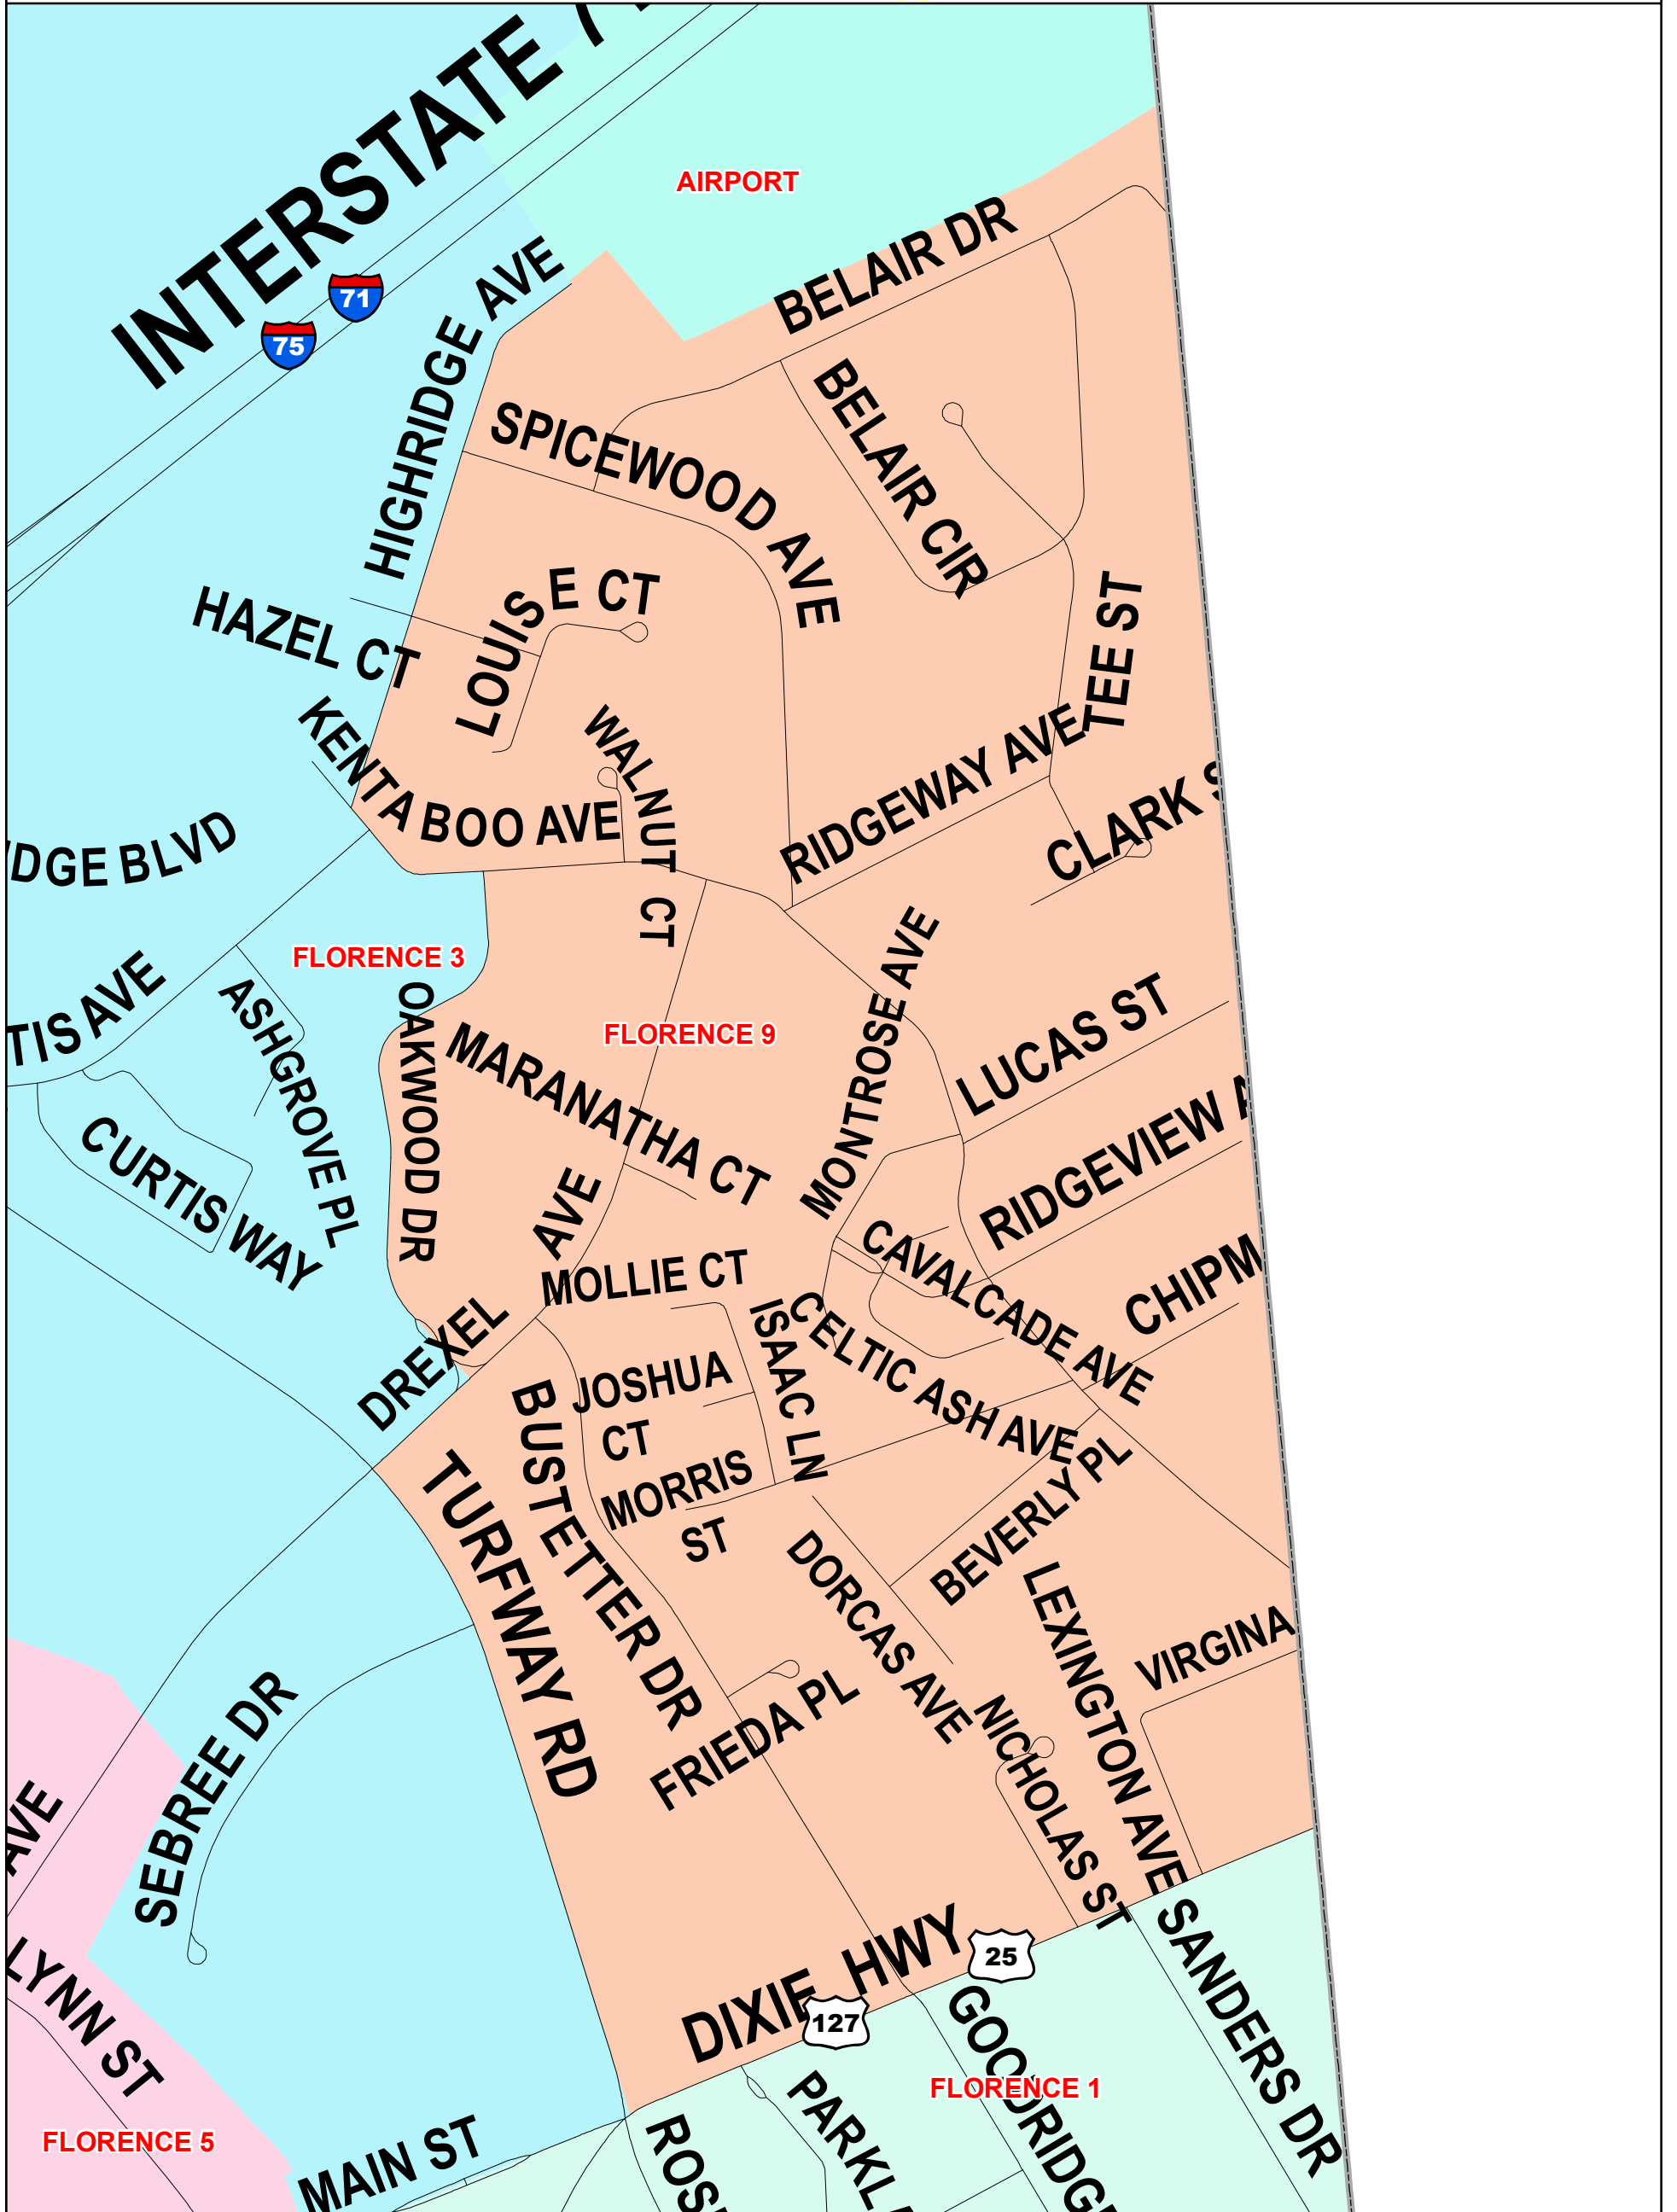 INTERSTATE
AIRPORT
71
75
HIGHRIDGE AVE
BELAIR DR
BELAIR CIR
SPICEWOOD AVE
LOUISE CT
HAZEL CT
TEE ST
KENTABOO AVE
WALNUT CT
RIDGEWAY AVE
CLARK
DGE BLVD
FLORENCE 3
TIS AVE
ASHGROVE PL
OAKWOOD DR
FLORENCE 9
MARANATHA CT
MONTROSE AVE
LUCAS ST
RIDGEVIEW
CURTIS WAY
DREXEL AVE
MOLLIE CT
ISAAC LN
CAVALCADE AVE
CELTIC ASH AVE
CHIPM
JOSHUA
CT
BUSTETTER DR
TURFWAY RD
MORRIS
ST
BEVERLY PL
DORCAS AVE
LEXINGTON AVE
VIRGINA
FRIEDA PL
NICHOLAS ST
SEBREE DR
AVE
LYNN ST
DIXIE HWY
25
127
SANDERS DR
GOODRIDGE
FLORENCE 1
PARKLA
FLORENCE 5
MAIN ST
ROS